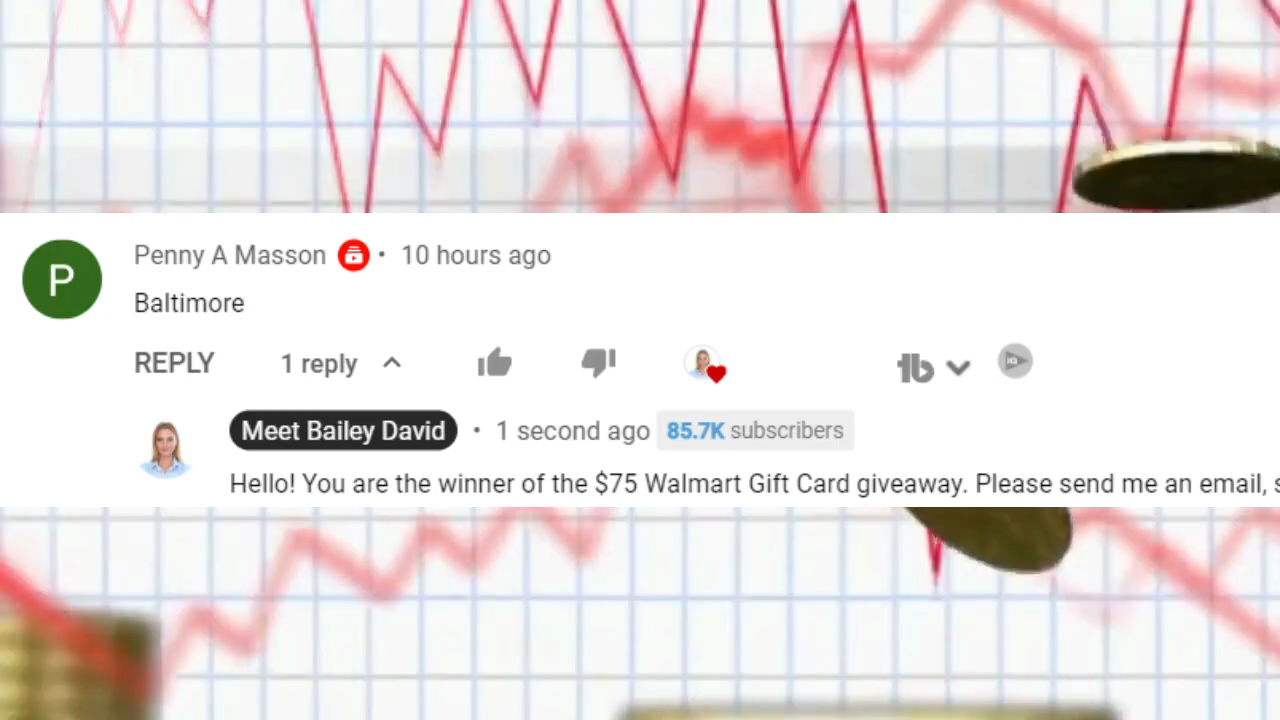 P
Penny A Masson • 10 hours ago
Baltimore
REPLY 1 reply
Meet Bailey David • 1 second ago 85.7K subscribers
Hello! You are the winner of the $75 Walmart Gift Card giveaway. Please send me an email,